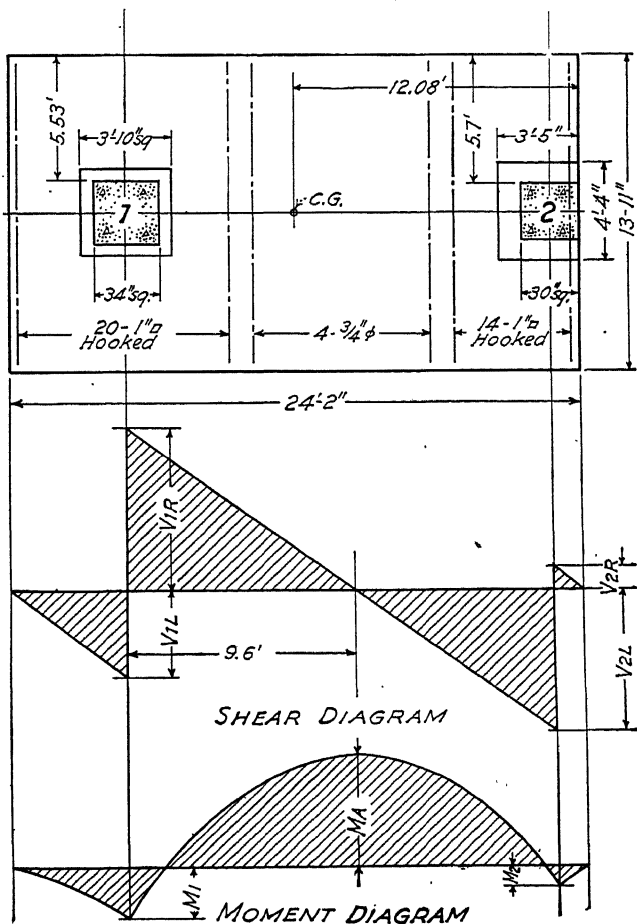 12.08'
5.53'
3'-10"sq
5.7'
3'-5"
C.G.
1
2
4'-4"
13'-11"
34"sq.
30"sq.
20-1"□
Hooked
4-3/4"φ
14-1"□
Hooked
24'-2"
V1R
V2R
V1L
9.6'
V2L
SHEAR DIAGRAM
MA
M1
M2
MOMENT DIAGRAM